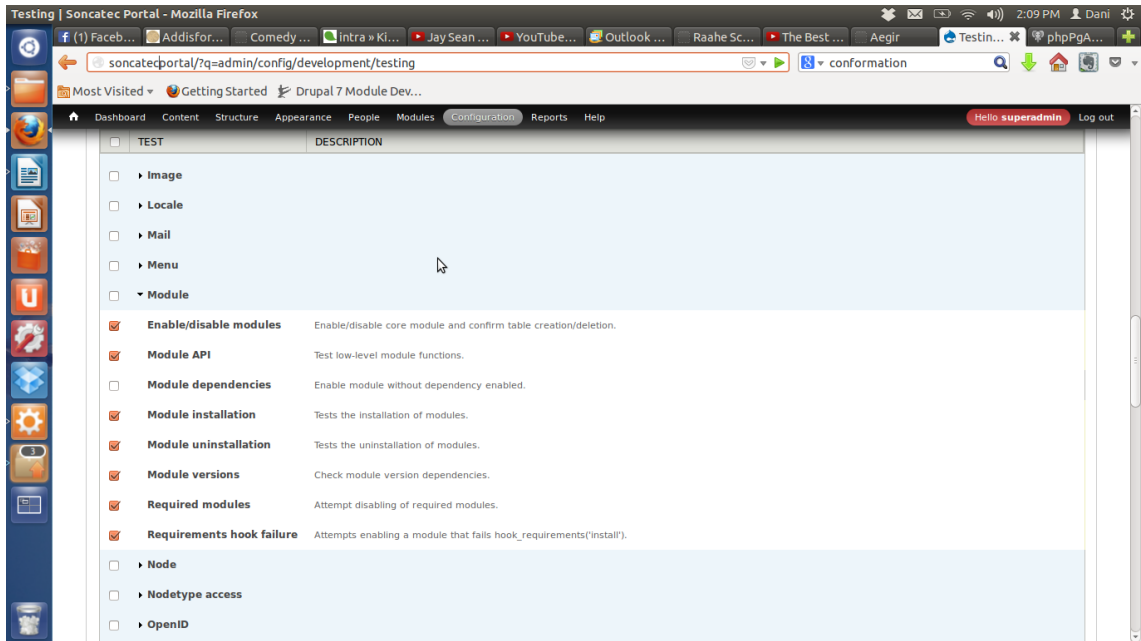 Testing | Soncatec Portal - Mozilla Firefox
2:09 PM Dani
(1) Faceb... Addisfor... Comedy ... intra » Ki... Jay Sean ... YouTube... Outlook ... Raahe Sc... The Best ... Aegir Testin... phpPgA...
soncatecportal/?q=admin/config/development/testing
conformation
Most Visited Getting Started Drupal 7 Module Dev...
Dashboard Content Structure Appearance People Modules Configuration Reports Help Hello superadmin Log out
TEST DESCRIPTION
Image
Locale
Mail
Menu
Module
Enable/disable modules Enable/disable core module and confirm table creation/deletion.
Module API Test low-level module functions.
Module dependencies Enable module without dependency enabled.
Module installation Tests the installation of modules.
Module uninstallation Tests the uninstallation of modules.
Module versions Check module version dependencies.
Required modules Attempt disabling of required modules.
Requirements hook failure Attempts enabling a module that fails hook_requirements('install').
Node
Nodetype access
OpenID
3